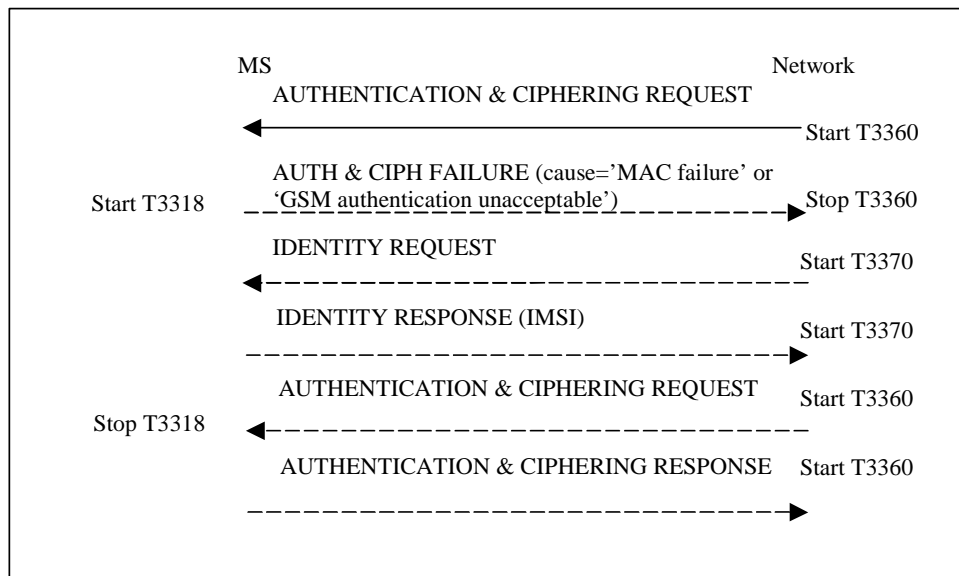 MS Network
AUTHENTICATION & CIPHERING REQUEST
Start T3360
AUTH & CIPH FAILURE (cause=’MAC failure’ or
‘GSM authentication unacceptable’)
Start T3318
Stop T3360
IDENTITY REQUEST
Start T3370
IDENTITY RESPONSE (IMSI)
Start T3370
AUTHENTICATION & CIPHERING REQUEST
Start T3360
Stop T3318
AUTHENTICATION & CIPHERING RESPONSE
Start T3360